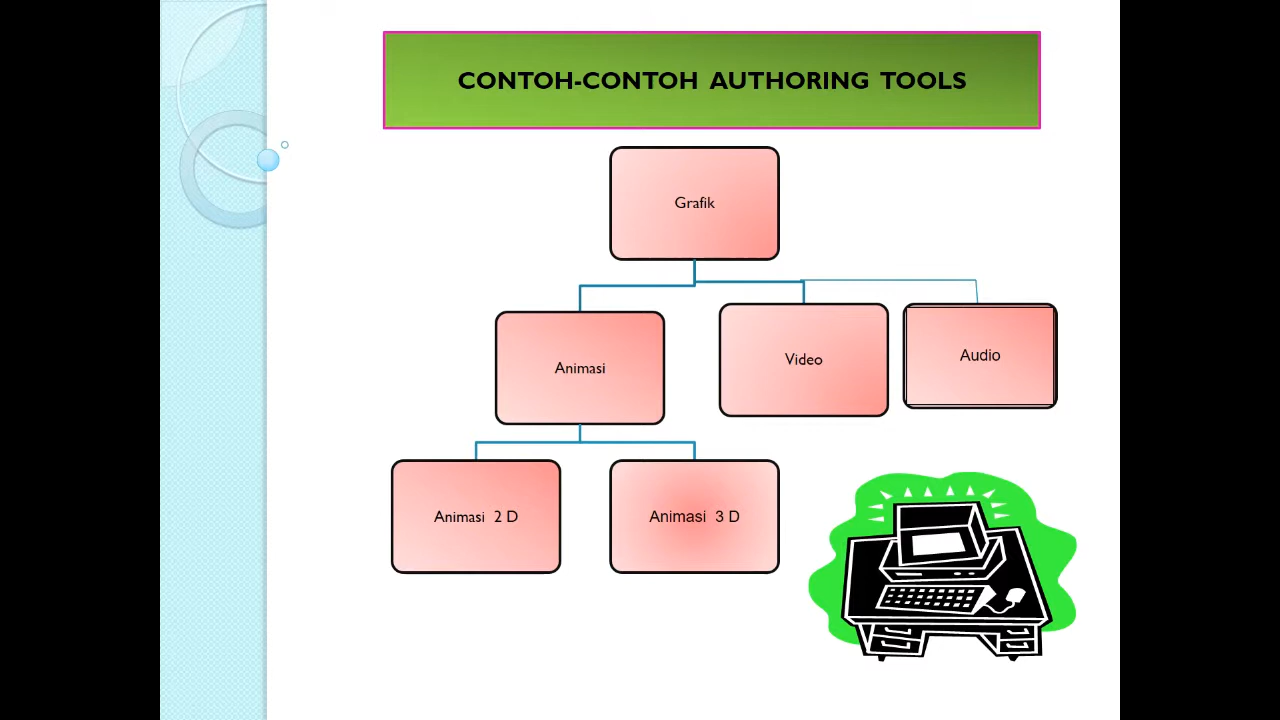 CONTOH-CONTOH AUTHORING TOOLS
Grafik
Animasi
Video
Audio
Animasi 2 D
Animasi 3 D